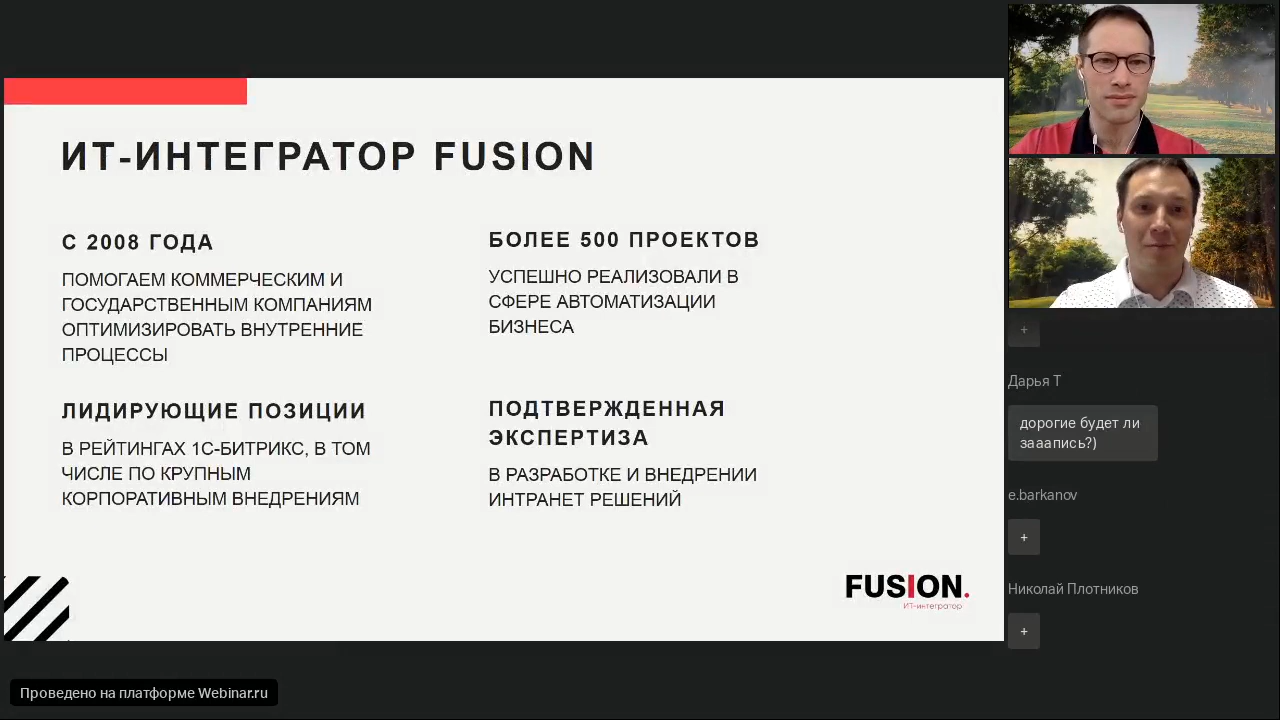 ИТ-ИНТЕГРАТОР FUSION
С 2008 ГОДА
ПОМОГАЕМ КОММЕРЧЕСКИМ И
ГОСУДАРСТВЕННЫМ КОМПАНИЯМ
ОПТИМИЗИРОВАТЬ ВНУТРЕННИЕ
ПРОЦЕССЫ
БОЛЕЕ 500 ПРОЕКТОВ
УСПЕШНО РЕАЛИЗОВАЛИ В
СФЕРЕ АВТОМАТИЗАЦИИ
БИЗНЕСА
ЛИДИРУЮЩИЕ ПОЗИЦИИ
В РЕЙТИНГАХ 1С-БИТРИКС, В ТОМ
ЧИСЛЕ ПО КРУПНЫМ
КОРПОРАТИВНЫМ ВНЕДРЕНИЯМ
ПОДТВЕРЖДЕННАЯ
ЭКСПЕРТИЗА
В РАЗРАБОТКЕ И ВНЕДРЕНИИ
ИНТРАНЕТ РЕШЕНИЙ
FUSION.
ИТ-интегратор
+
Дарья Т
дорогие будет ли
зааапись?)
e.barkanov
+
Николай Плотников
+
Проведено на платформе Webinar.ru